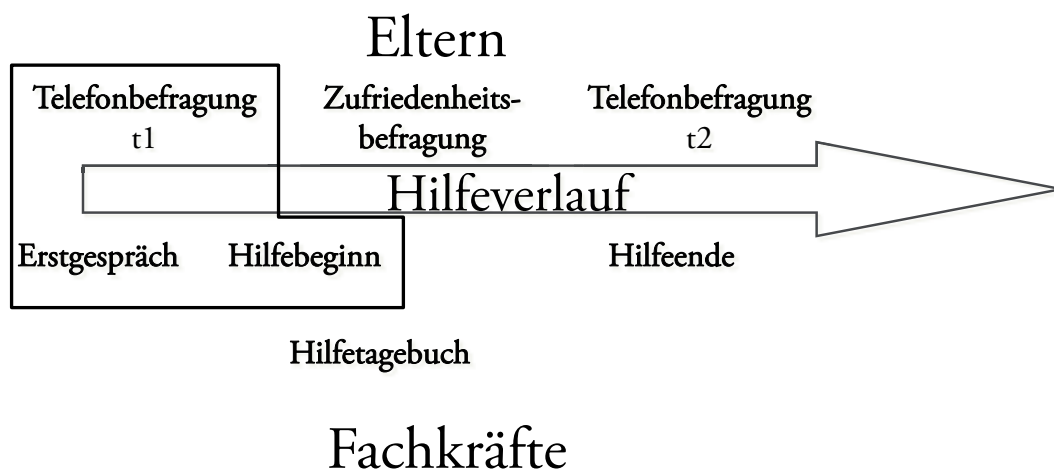 Eltern
Telefonbefragung
t1
Zufriedenheits-
befragung
Telefonbefragung
t2
Hilfeverlauf
Erstgespräch
Hilfebeginn
Hilfeende
Hilfetagebuch
Fachkräfte